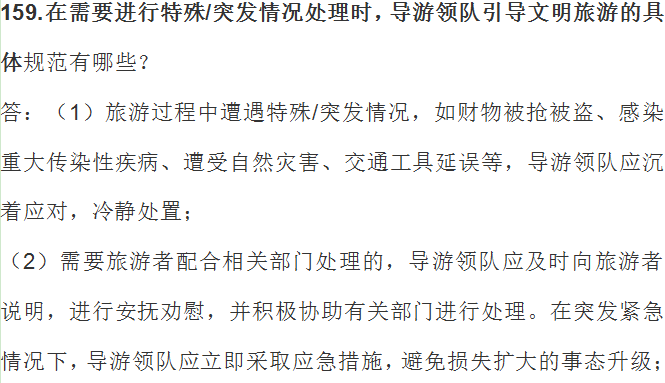 159.在需要进行特殊/突发情况处理时，导游领队引导文明旅游的具
体规范有哪些？
答：（1）旅游过程中遭遇特殊/突发情况，如财物被抢被盗、感染
重大传染性疾病、遭受自然灾害、交通工具延误等，导游领队应沉
着应对，冷静处置；
（2）需要旅游者配合相关部门处理的，导游领队应及时向旅游者
说明，进行安抚劝慰，并积极协助有关部门进行处理。在突发紧急
情况下，导游领队应立即采取应急措施，避免损失扩大的事态升级；